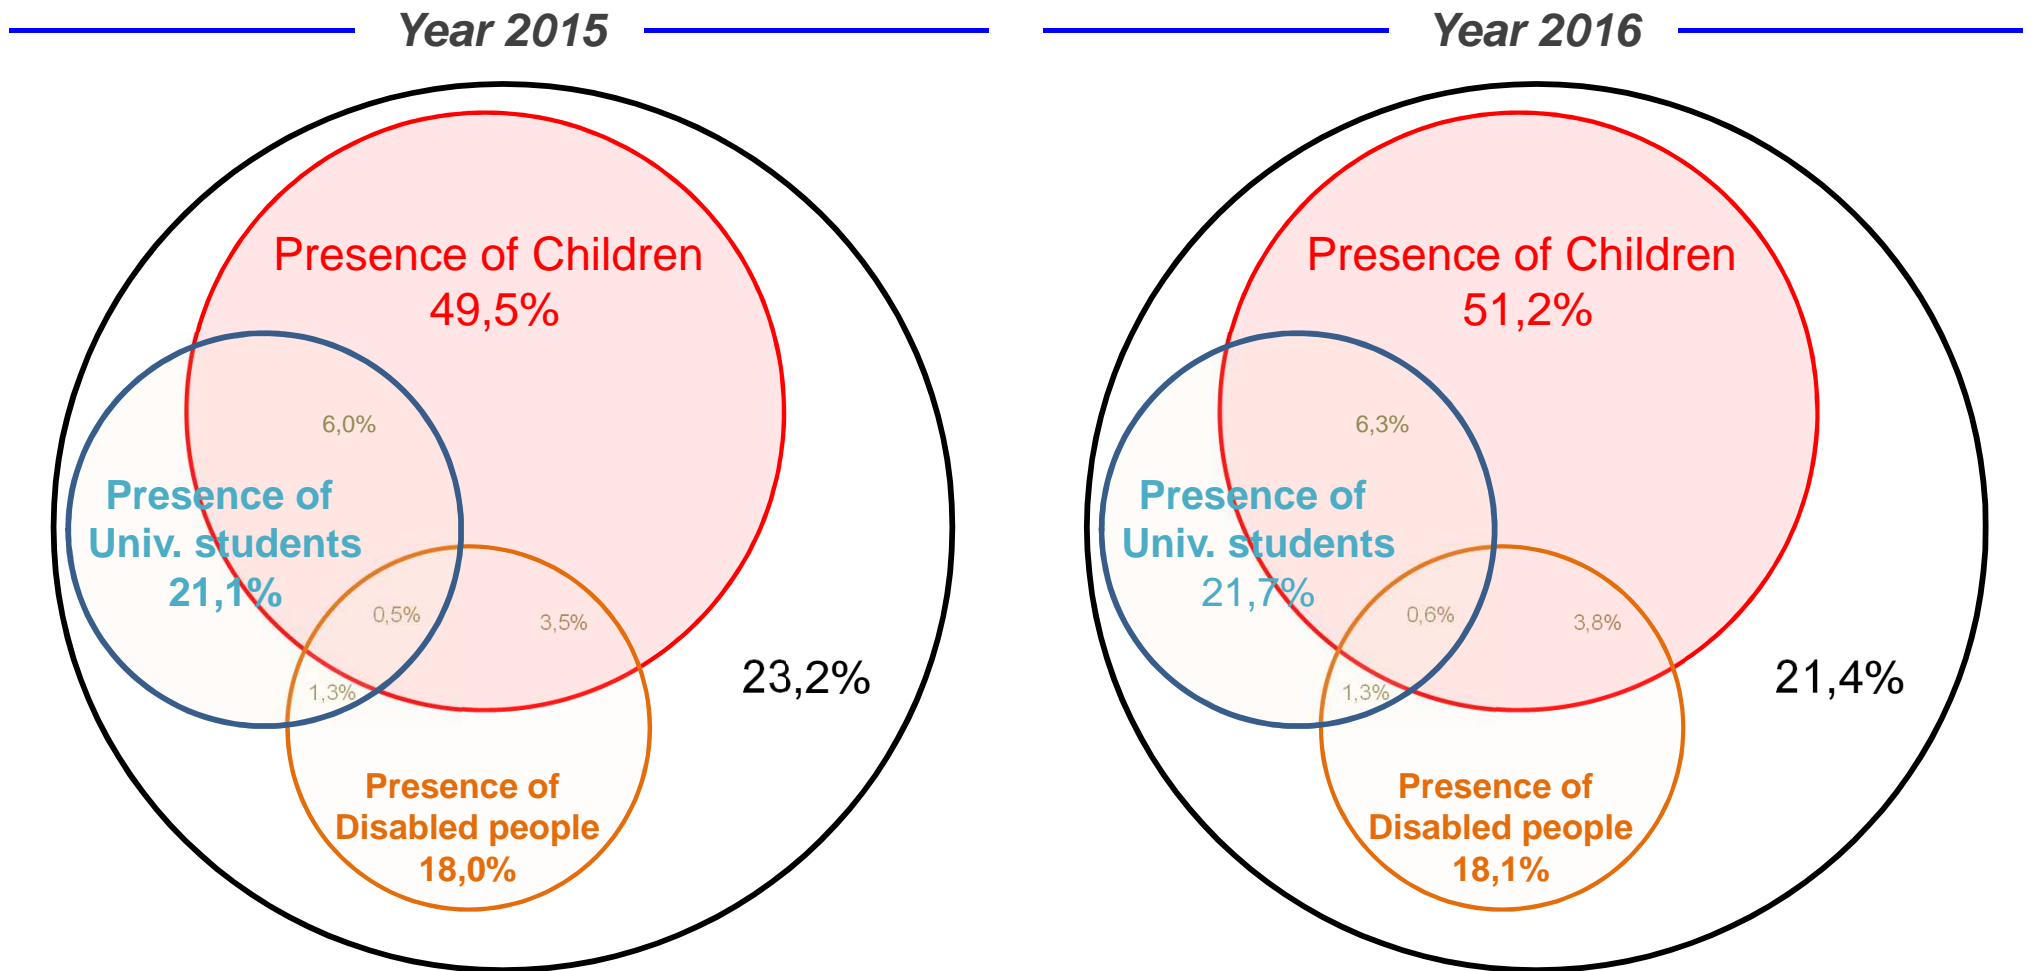 Year 2015
Presence of Children
49,5%
6,0%
Presence of
Univ. students
21,1%
0,5%
3,5%
1,3%
23,2%
Presence of
Disabled people
18,0%
Year 2016
Presence of Children
51,2%
6,3%
Presence of
Univ. students
21,7%
0,6%
3,8%
1,3%
21,4%
Presence of
Disabled people
18,1%